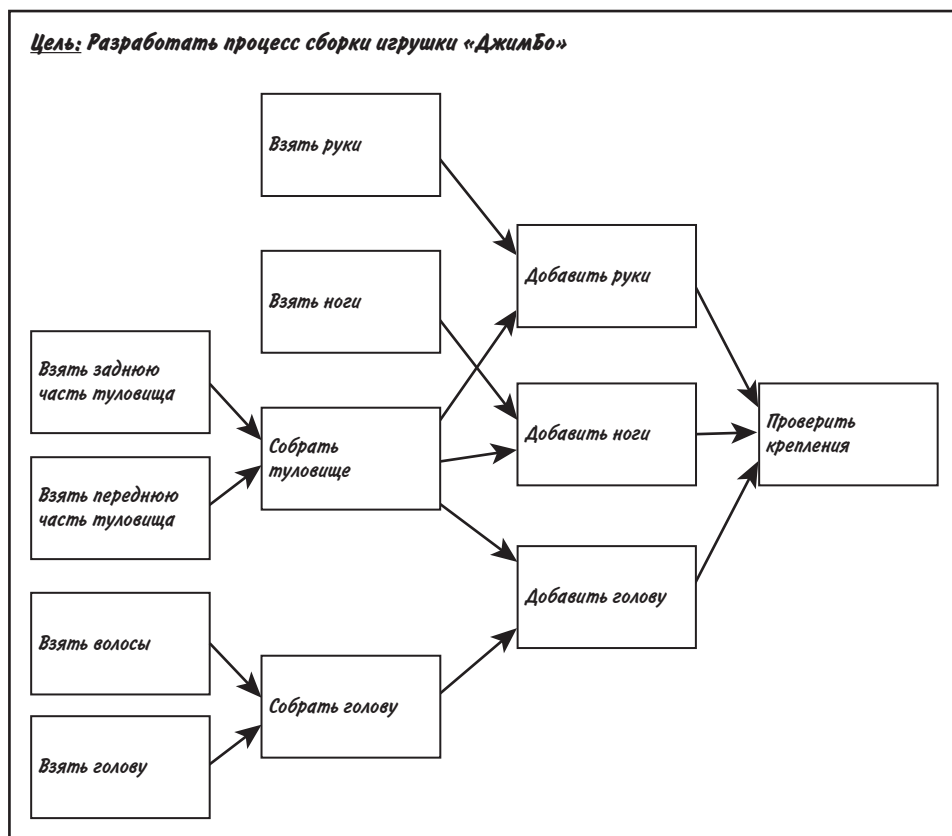 Цель: Разработать процесс сборки игрушки «ДжимБо»
Взять руки
Добавить руки
Взять ноги
Взять заднюю
часть туловища
Собрать
туловище
Добавить ноги
Проверить
крепления
Взять переднюю
часть туловища
Добавить голову
Взять волосы
Собрать голову
Взять голову